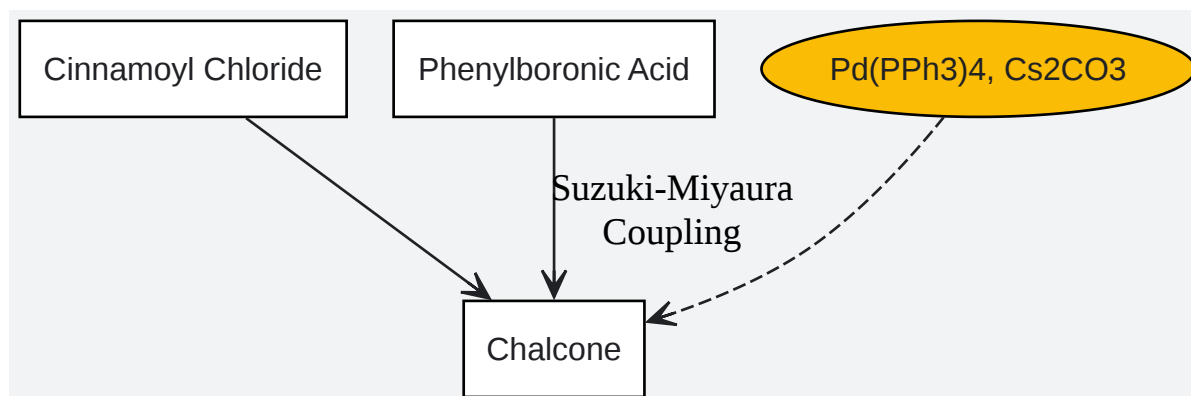 Cinnamoyl Chloride
Phenylboronic Acid
Pd(PPh3)4, Cs2CO3
Suzuki-Miyaura
Coupling
Chalcone